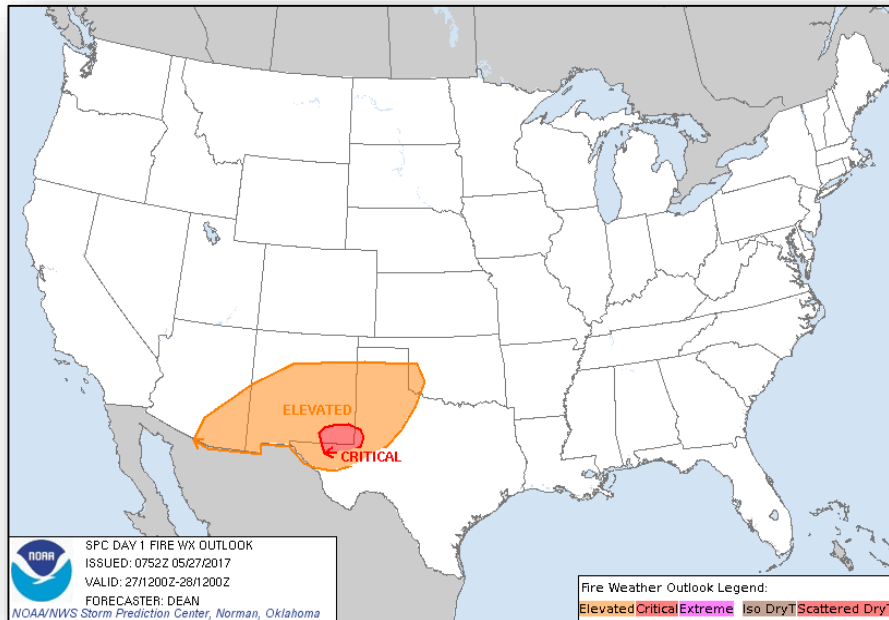 ELEVATED
CRITICAL
NOAA
SPC DAY 1 FIRE WX OUTLOOK
ISSUED: 0752Z 05/27/2017
VALID: 27/1200Z-28/1200Z
FORECASTER: DEAN
NOAA/NWS Storm Prediction Center, Norman, Oklahoma
Fire Weather Outlook Legend:
Elevated Critical Extreme Iso DryT Scattered DryT